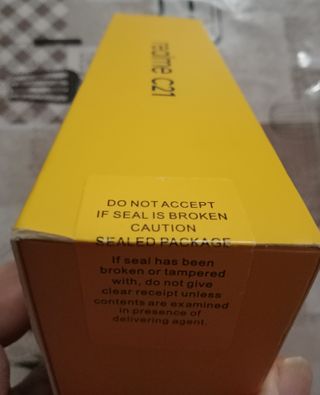 realme C21
DO NOT ACCEPT
IF SEAL IS BROKEN
CAUTION
SEALED PACKAGE
If seal has been
broken or tampered
with, do not give
clear receipt unless
contents are examined
in presence of
delivering agent.